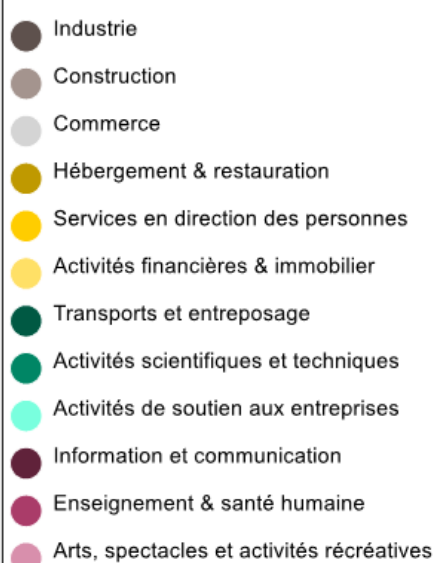 Industrie
Construction
Commerce
Hébergement & restauration
Services en direction des personnes
Activités financières & immobilier
Transports et entreposage
Activités scientifiques et techniques
Activités de soutien aux entreprises
Information et communication
Enseignement & santé humaine
Arts, spectacles et activités récréatives